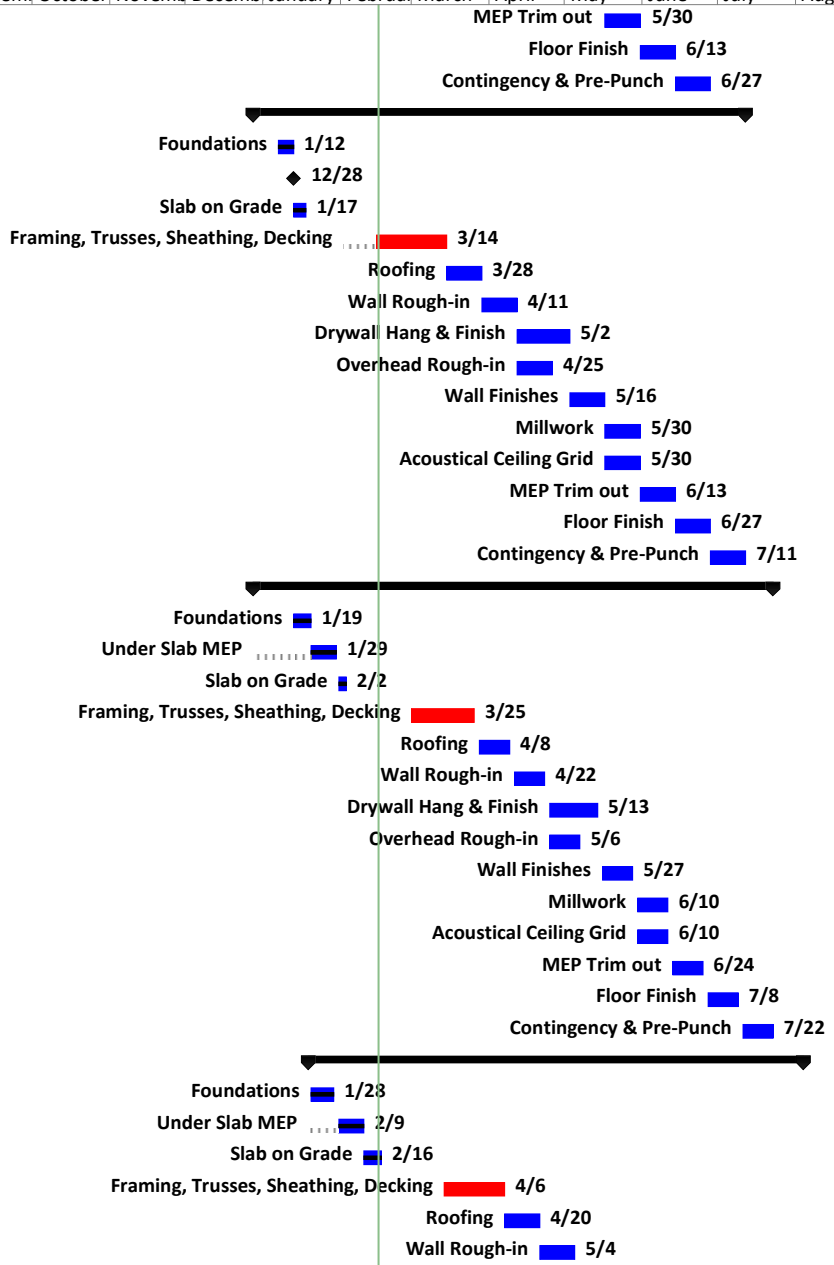 October
January
MEP Trim out 5/30
Floor Finish 6/13
Contingency & Pre-Punch 6/27
Foundations 1/12
12/28
Slab on Grade 1/17
Framing, Trusses, Sheathing, Decking 3/14
Roofing 3/28
Wall Rough-in 4/11
Drywall Hang & Finish 5/2
Overhead Rough-in 4/25
Wall Finishes 5/16
Millwork 5/30
Acoustical Ceiling Grid 5/30
MEP Trim out 6/13
Floor Finish 6/27
Contingency & Pre-Punch 7/11
Foundations 1/19
Under Slab MEP 1/29
Slab on Grade 2/2
Framing, Trusses, Sheathing, Decking 3/25
Roofing 4/8
Wall Rough-in 4/22
Drywall Hang & Finish 5/13
Overhead Rough-in 5/6
Wall Finishes 5/27
Millwork 6/10
Acoustical Ceiling Grid 6/10
MEP Trim out 6/24
Floor Finish 7/8
Contingency & Pre-Punch 7/22
Foundations 1/28
Under Slab MEP 2/9
Slab on Grade 2/16
Framing, Trusses, Sheathing, Decking 4/6
Roofing 4/20
Wall Rough-in 5/4